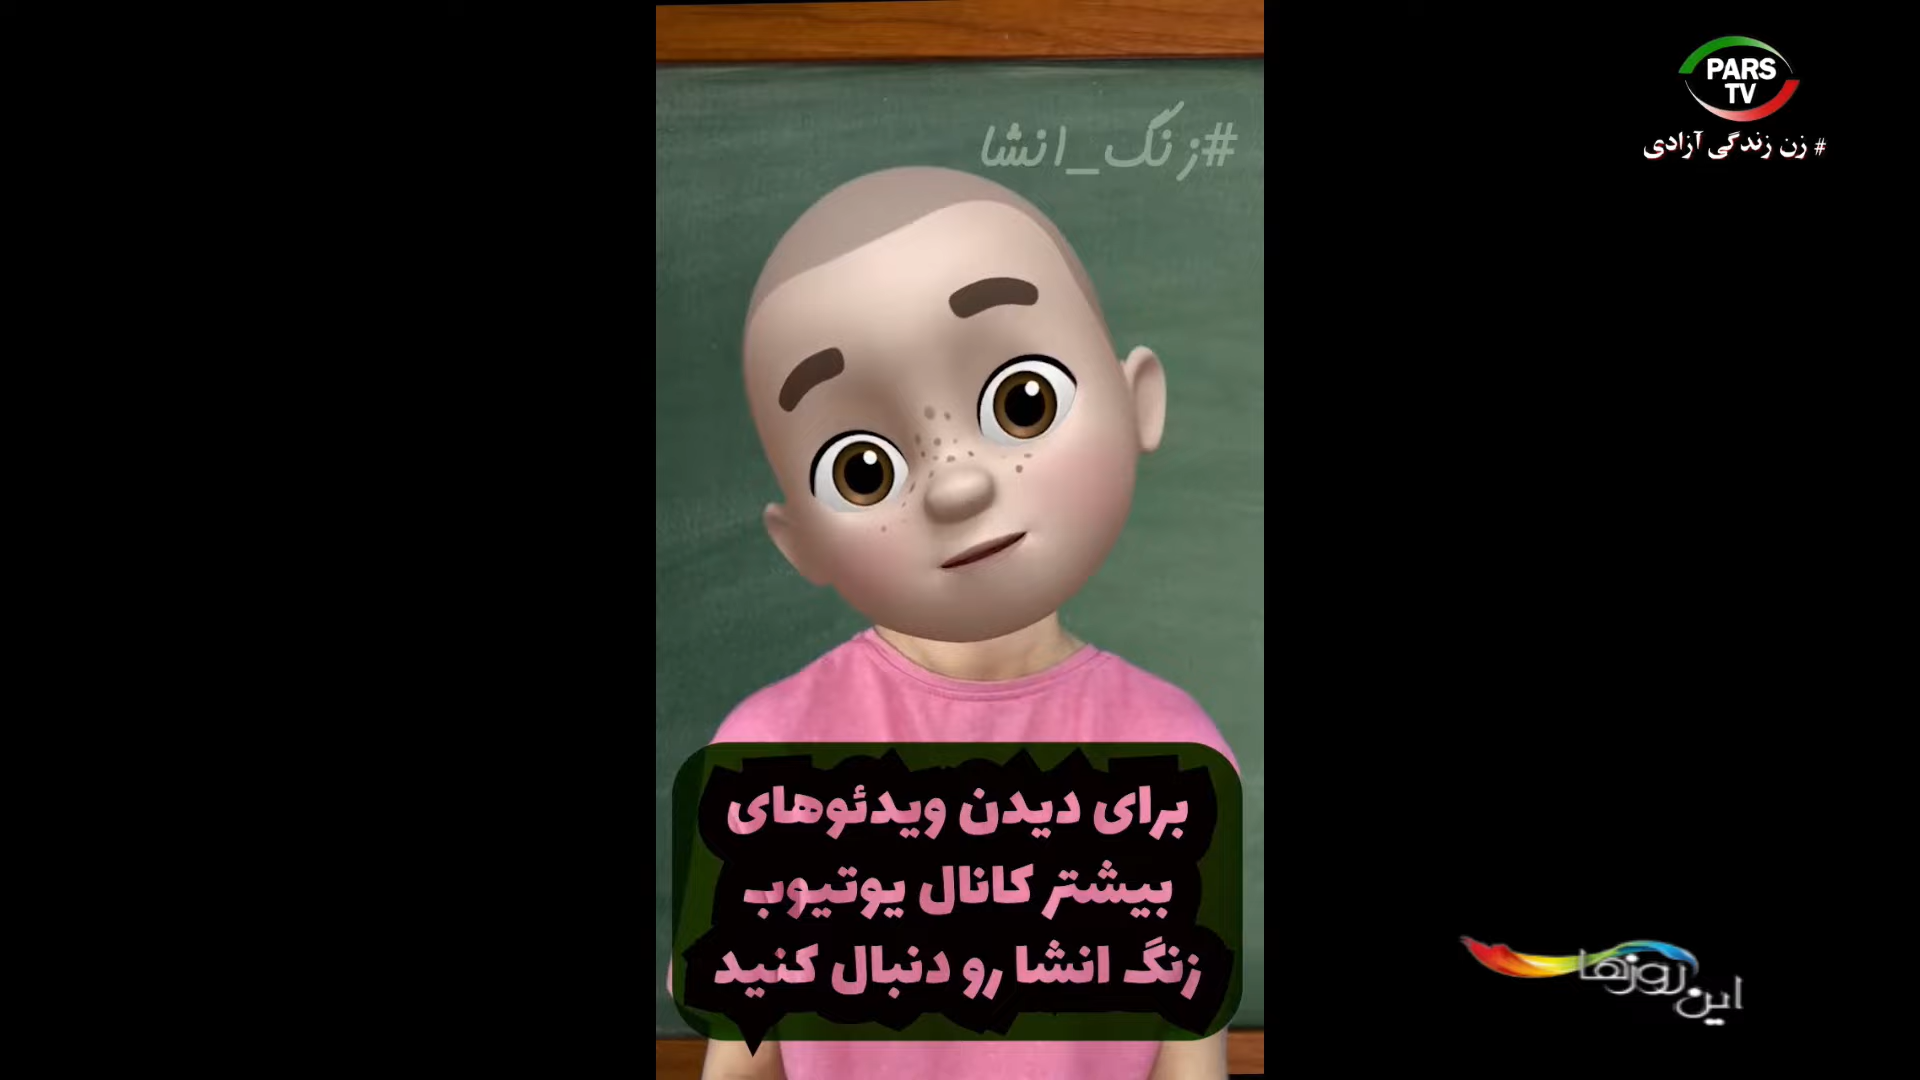 PARS
TV
# زن زندگی آزادی
#زنگ_انشا
برای دیدن ویدئوهای
بیشتر کانال یوتیوب
زنگ انشا رو دنبال کنید
این روزها